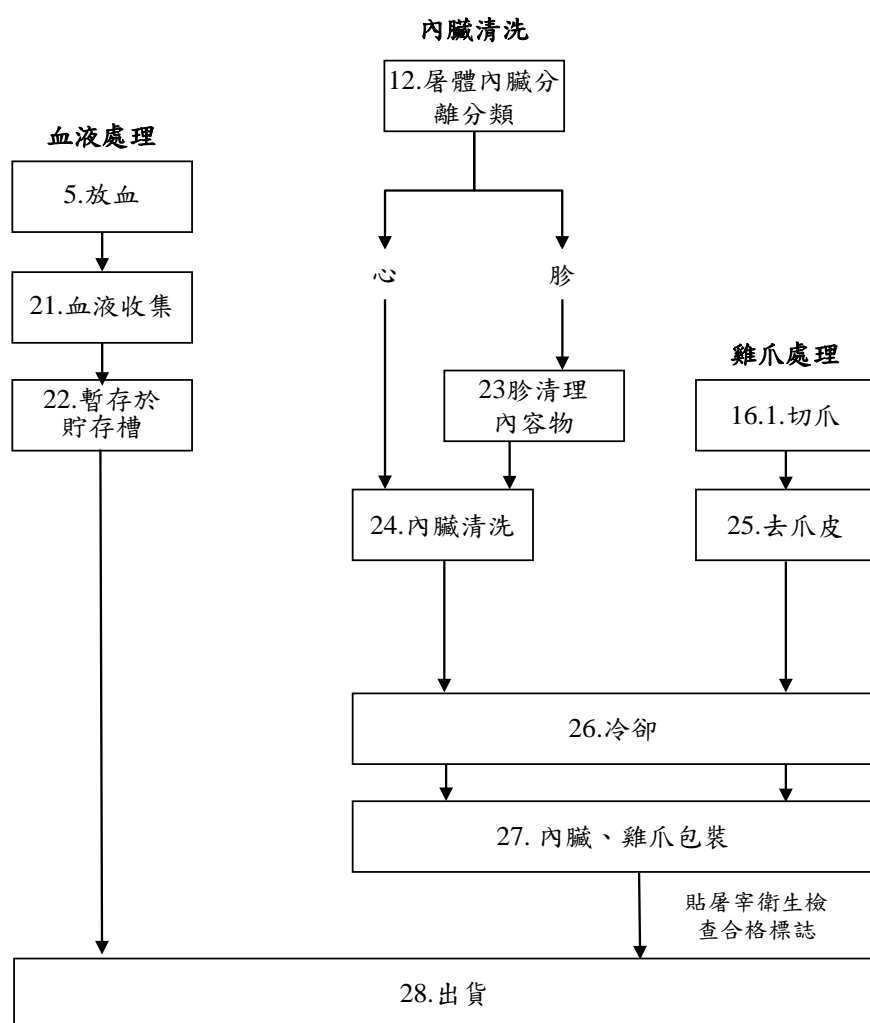 內臟清洗
12.屠體內臟分
離分類
血液處理
5.放血
心
胗
21.血液收集
雞爪處理
22.暫存於
貯存槽
23胗清理
內容物
16.1.切爪
24.內臟清洗
25.去爪皮
26.冷卻
27. 內臟、雞爪包裝
貼屠宰衛生檢
查合格標誌
28.出貨